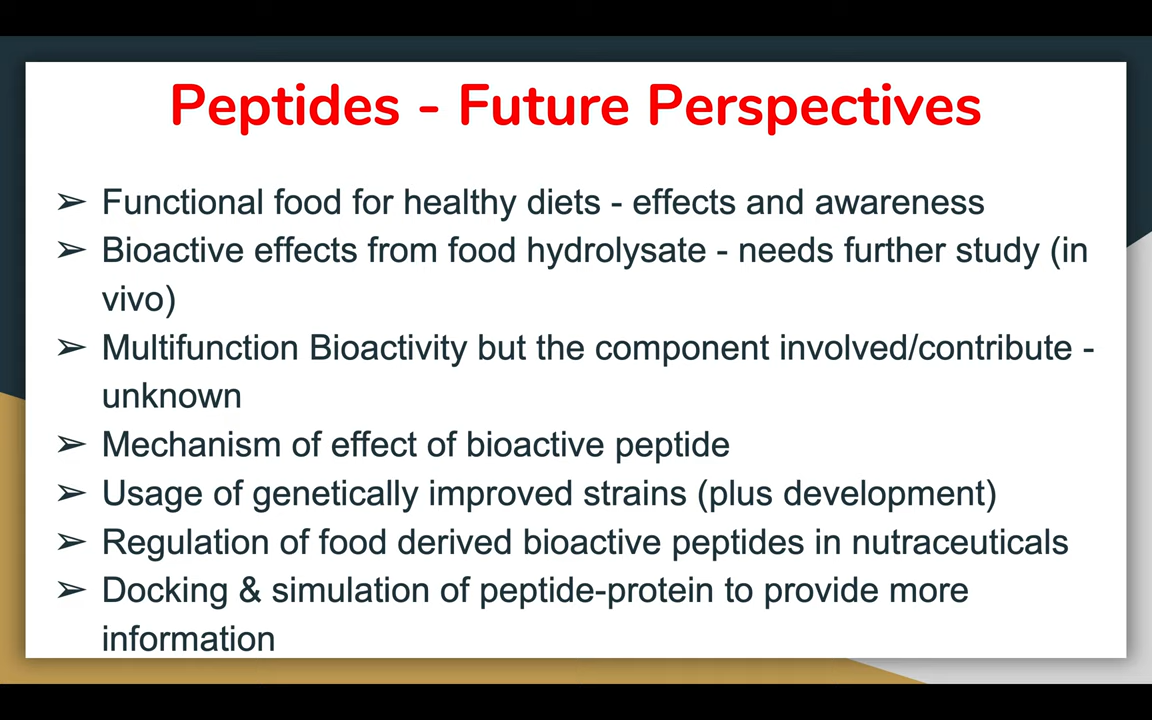 Peptides - Future Perspectives
➢ Functional food for healthy diets - effects and awareness
➢ Bioactive effects from food hydrolysate - needs further study (in
vivo)
➢ Multifunction Bioactivity but the component involved/contribute -
unknown
➢ Mechanism of effect of bioactive peptide
➢ Usage of genetically improved strains (plus development)
➢ Regulation of food derived bioactive peptides in nutraceuticals
➢ Docking & simulation of peptide-protein to provide more
information